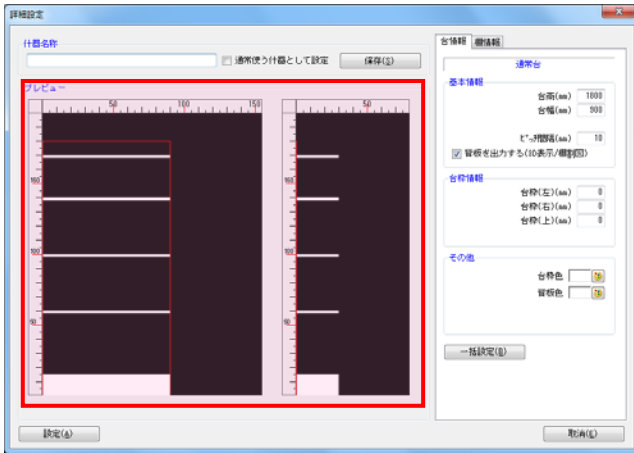 詳細設定
什器名称
通常使う什器として設定
保存(S)
プレビュー
50 100 150
50
150
100
50
150
100
50
台情報 棚情報
通常台
基本情報
台高(mm) 1800
台幅(mm) 900
ﾋﾟｯﾁ間隔(mm) 10
背板を出力する(3D表示/棚割図)
台枠情報
台枠(左)(mm) 0
台枠(右)(mm) 0
台枠(上)(mm) 0
その他
台枠色
背板色
一括設定(B)
設定(A)
取消(E)